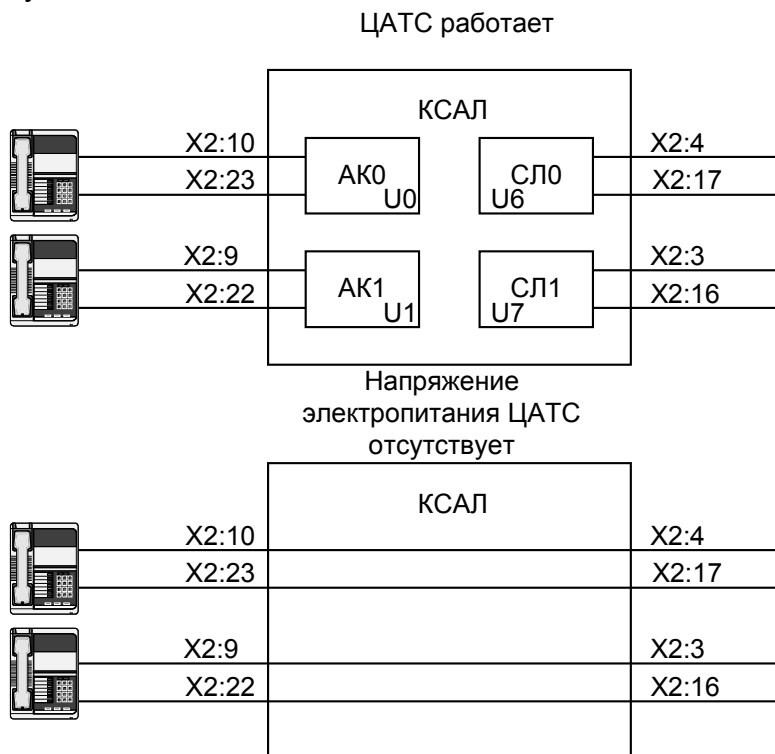 ЦАТС работает
КСАЛ
X2:10 АК0 СЛ0 X2:4
X2:23 U0 U6 X2:17
X2:9 АК1 СЛ1 X2:3
X2:22 U1 U7 X2:16
Напряжение
электропитания ЦАТС
отсутствует
КСАЛ
X2:10 X2:4
X2:23 X2:17
X2:9 X2:3
X2:22 X2:16